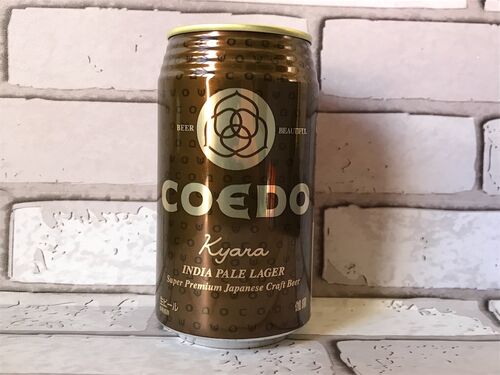 BEER BEAUTIFUL
COEDO
Kyara
INDIA PALE LAGER
Super Premium Japanese Craft Beer
生ビール